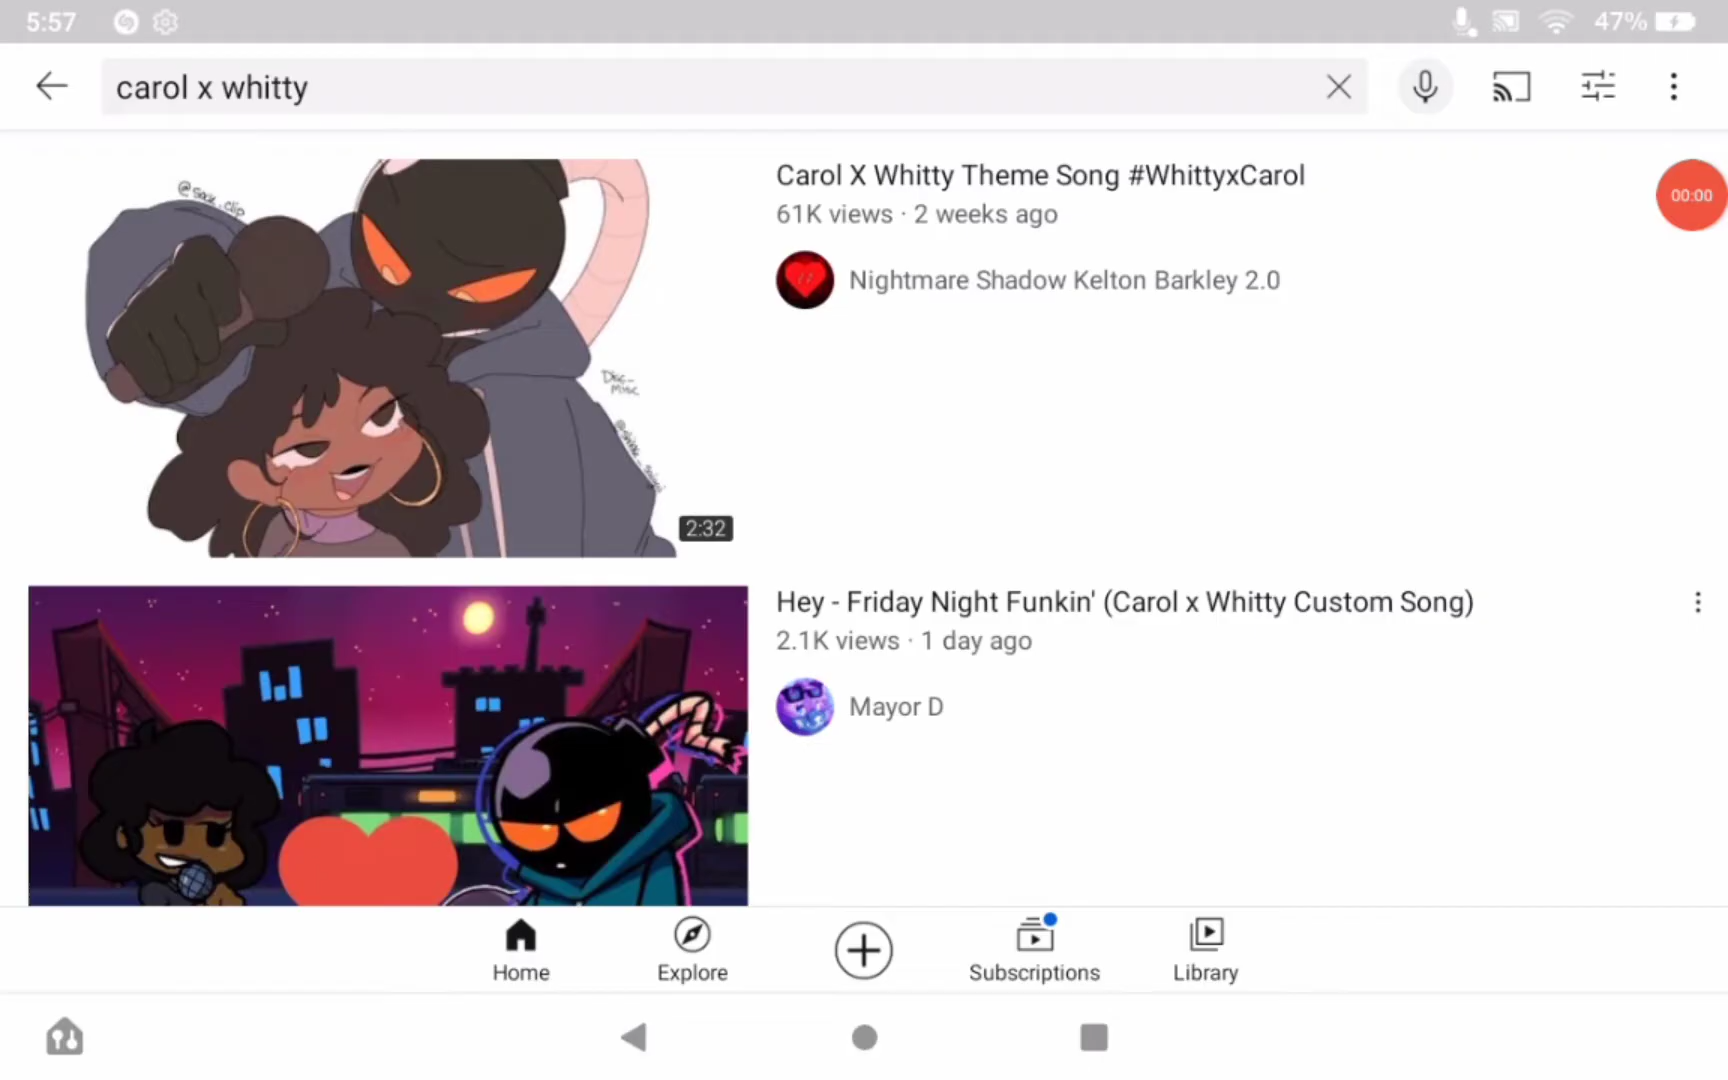 5:57
47%
carol x whitty
Carol X Whitty Theme Song #WhittyxCarol
61K views · 2 weeks ago
00:00
Nightmare Shadow Kelton Barkley 2.0
2:32
Hey - Friday Night Funkin' (Carol x Whitty Custom Song)
2.1K views · 1 day ago
Mayor D
Home
Explore
Subscriptions
Library